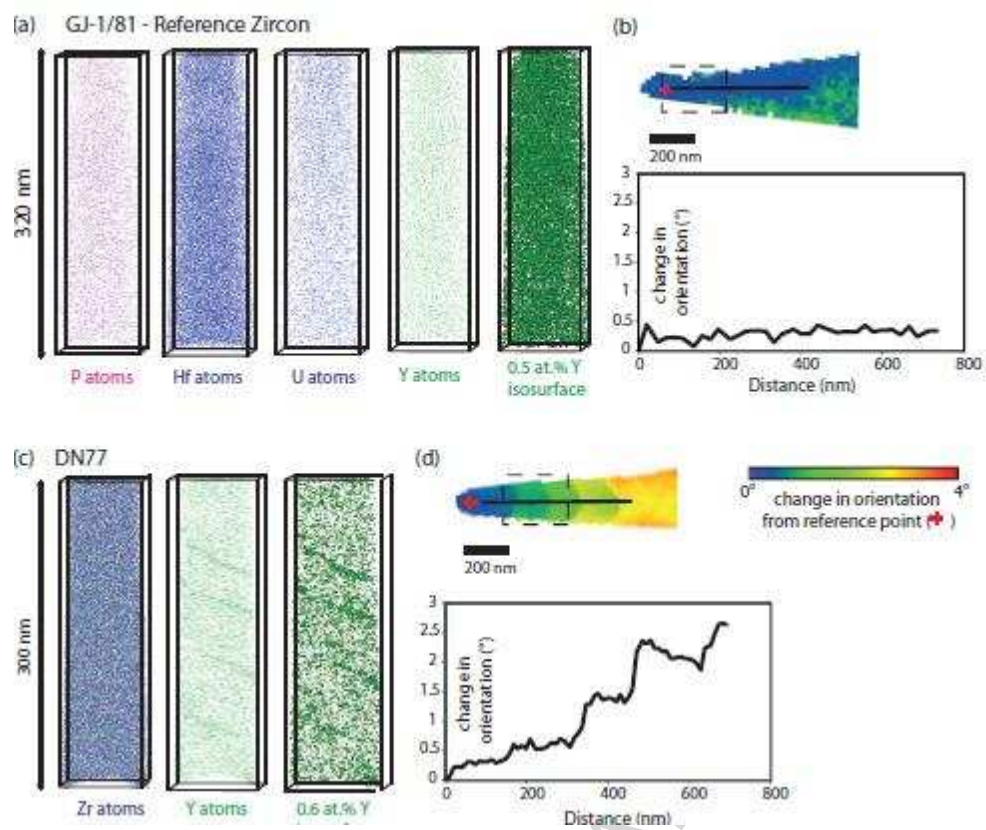 (a) GJ-1/81 - Reference Zircon
320 nm
P atoms
Hf atoms
U atoms
Y atoms
0.5 at.% Y
isosurface
(b)
200 nm
3
2.5
2
1.5
1
0.5
0
change in
orientation (°)
0 200 400 600 800
Distance (nm)
(c) DN77
300 nm
Zr atoms
Y atoms
0.6 at.% Y
(d)
200 nm
0° 4°
change in orientation
from reference point ( )
3
2.5
2
1.5
1
0.5
0
change in
orientation (°)
0 200 400 600 800
Distance (nm)